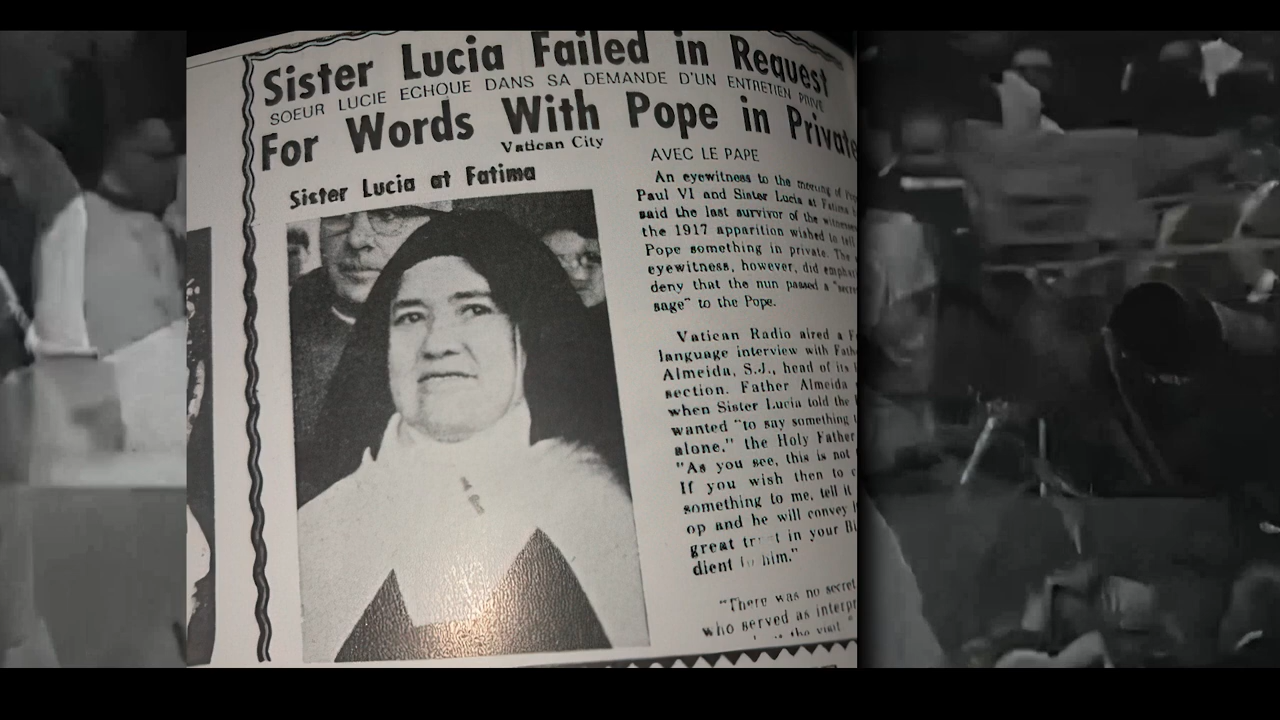 Sister Lucia Failed in Request
SOEUR LUCIE ECHOUE DANS SA DEMANDE D'UN ENTRETIEN PRIVE
For Words With Pope in Private
Vatican City
Sister Lucia at Fatima
AVEC LE PAPE
An eyewitness to the meeting of
Paul VI and Sister Lucia at Fatima
said the last survivor of the
the 1917 apparition wished to tell
Pope something in private. The
eyewitness, however, did
deny that the nun passed a
sage" to the Pope.
Vatican Radio aired a
language interview with
Almeida, S.J., head of its
section. Father Almeida
when Sister Lucia told the
wanted "to say something
alone," the Holy Father
"As you see, this is not
If you wish then to
something to me, tell it
op and he will convey
great in your
dient him."
"There was no secret
who served as
the visit